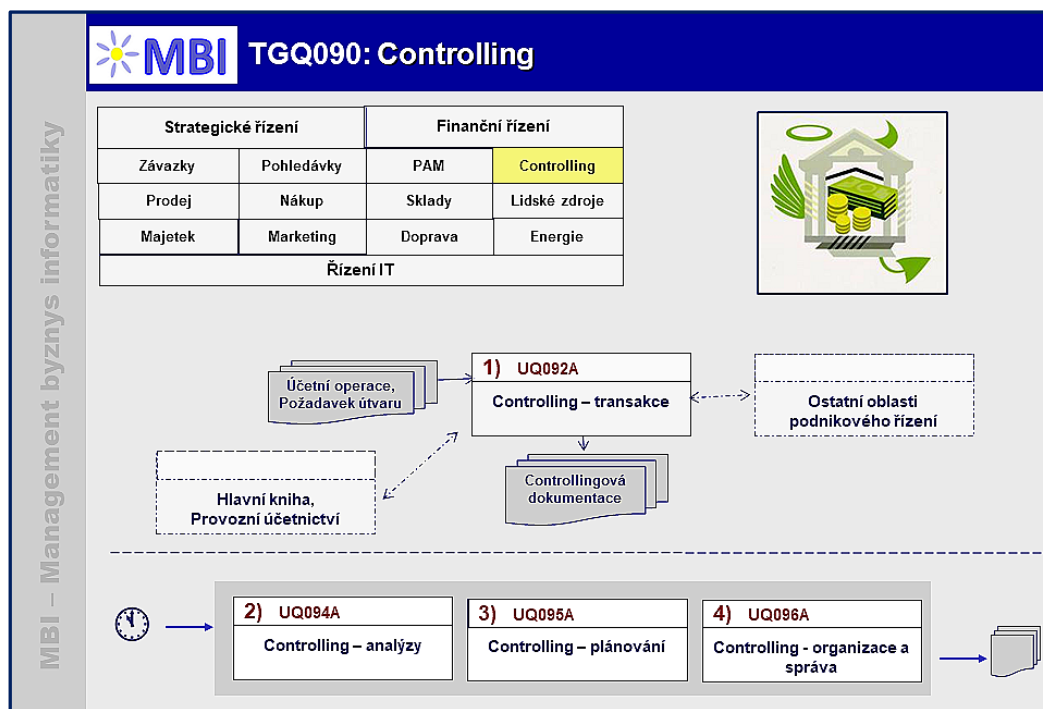 MBI – Management byznys informatiky
MBI
TGQ090: Controlling
Strategické řízení
Finanční řízení
Závazky
Pohledávky
PAM
Controlling
Prodej
Nákup
Sklady
Lidské zdroje
Majetek
Marketing
Doprava
Energie
Řízení IT
Účetní operace,
Požadavek útvaru
1) UQ092A
Controlling – transakce
Ostatní oblasti
podnikového řízení
Hlavní kniha,
Provozní účetnictví
Controllingová
dokumentace
2) UQ094A
Controlling – analýzy
3) UQ095A
Controlling – plánování
4) UQ096A
Controlling - organizace a
správa